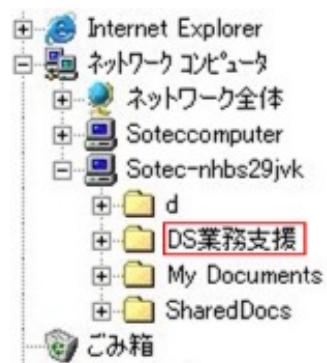 Internet Explorer
ネットワーク コンピュータ
ネットワーク全体
Soteccomputer
Sotec-nhbs29jvk
d
DS業務支援
My Documents
SharedDocs
ごみ箱